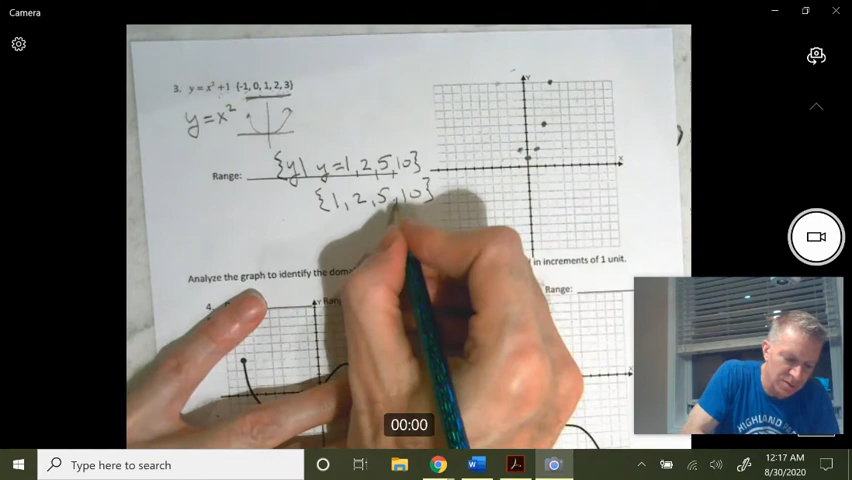 Camera
3. y = x² + 1 {-1, 0, 1, 2, 3}
y = x²
Y
X
{y| y = 1, 2, 5, 10}
Range:
{1, 2, 5, 10}
Analyze the graph to identify the
in increments of 1 unit.
4.
Y
Range:
00:00
HIGHLAND
Type here to search
12:17 AM
8/30/2020